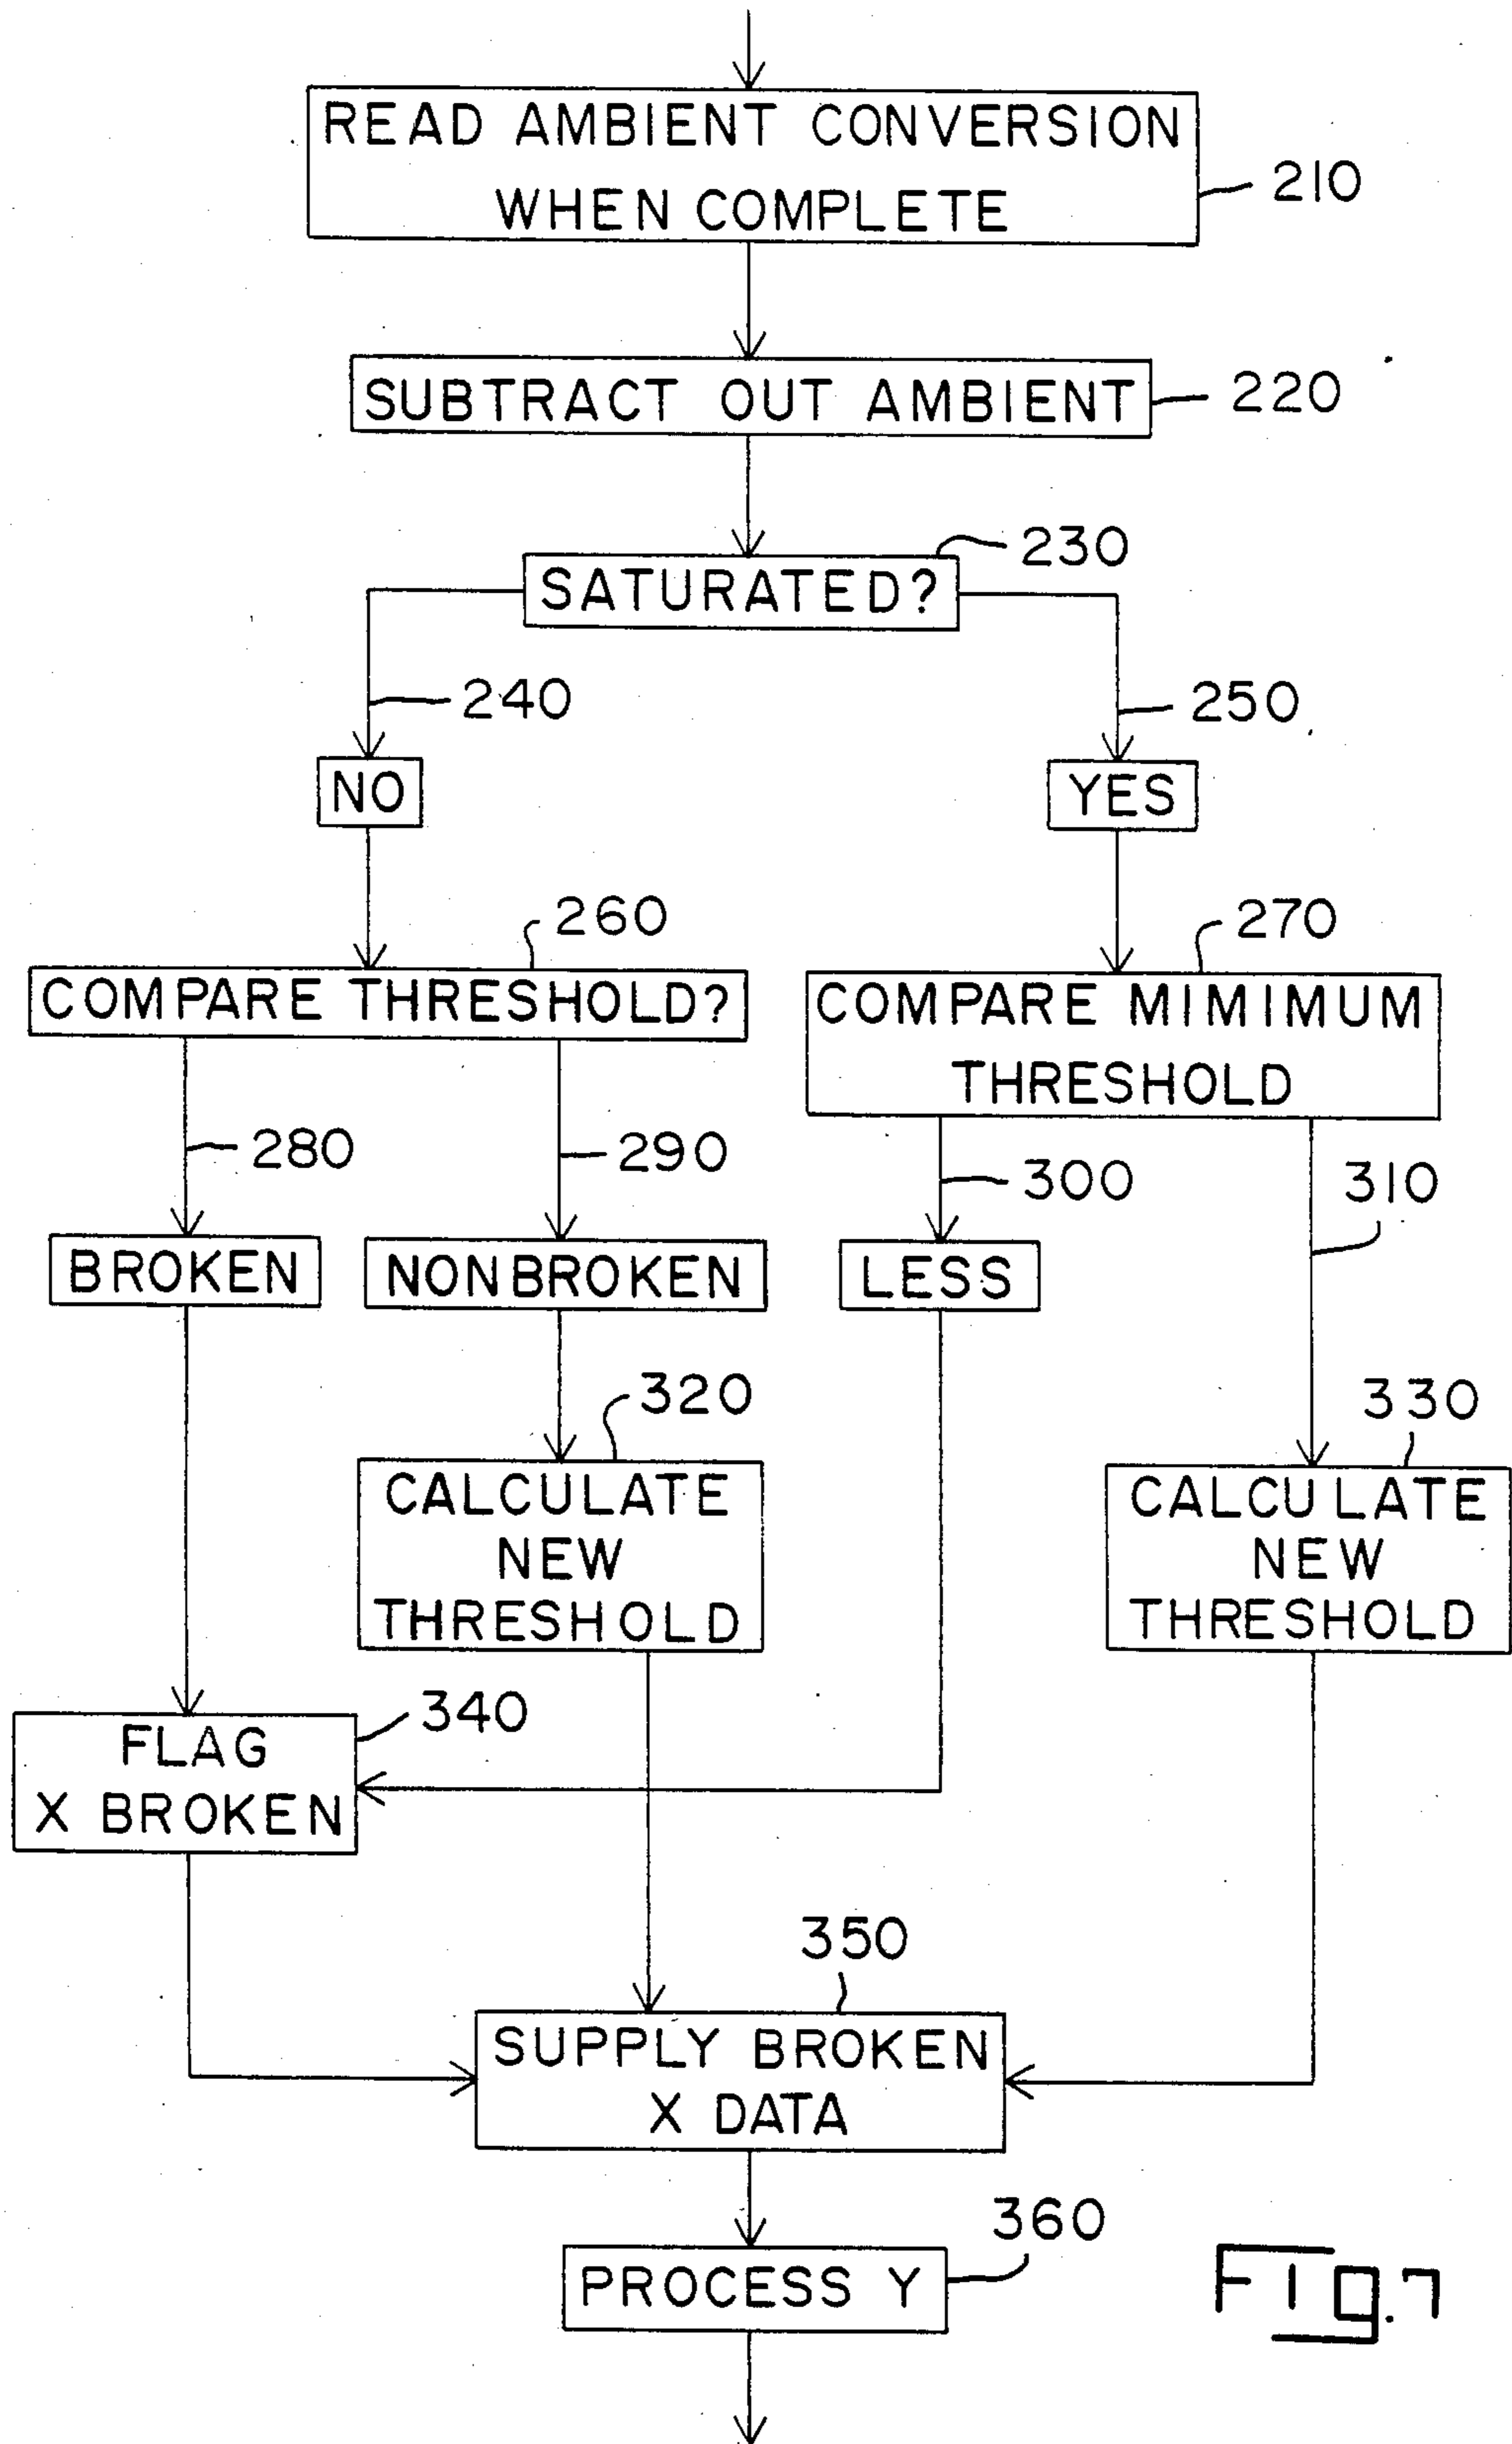 READ AMBIENT CONVERSION
WHEN COMPLETE
210
SUBTRACT OUT AMBIENT
220
230
SATURATED?
240
250
NO
YES
260
270
COMPARE THRESHOLD?
COMPARE MIMIMUM
THRESHOLD
280
290
300
310
BROKEN
NONBROKEN
LESS
320
330
CALCULATE
NEW
THRESHOLD
CALCULATE
NEW
THRESHOLD
340
FLAG
X BROKEN
350
SUPPLY BROKEN
X DATA
360
PROCESS Y
Fig. 7